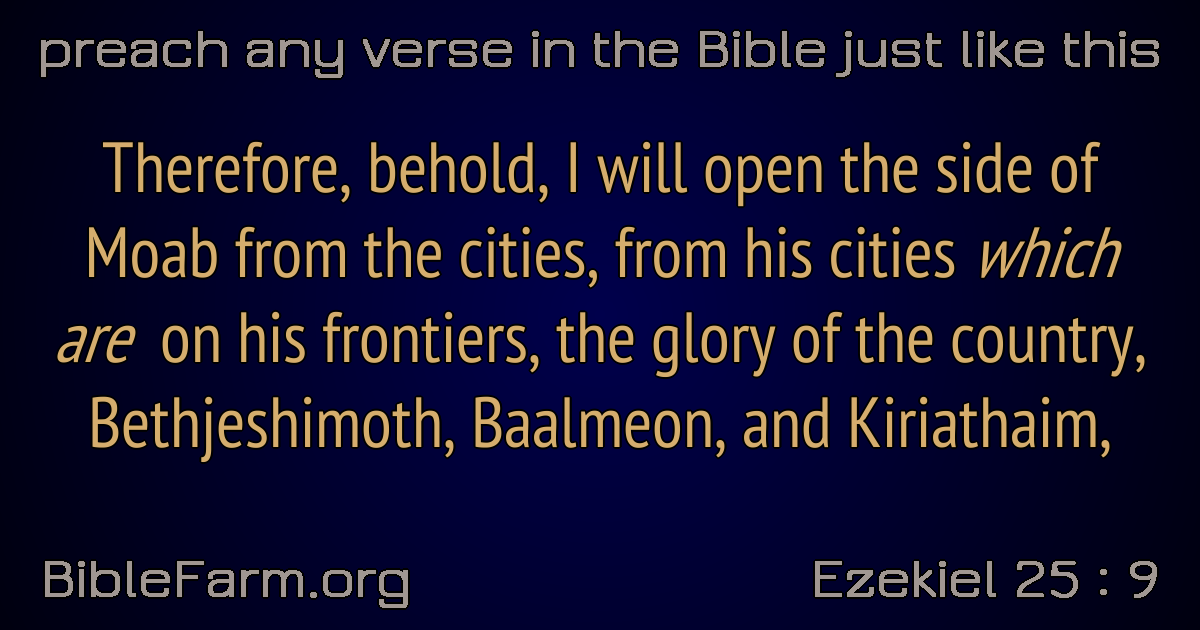 preach any verse in the Bible just like this
Therefore, behold, I will open the side of
Moab from the cities, from his cities which
are on his frontiers, the glory of the country,
Bethjeshimoth, Baalmeon, and Kiriathaim,
BibleFarm.org
Ezekiel 25 : 9